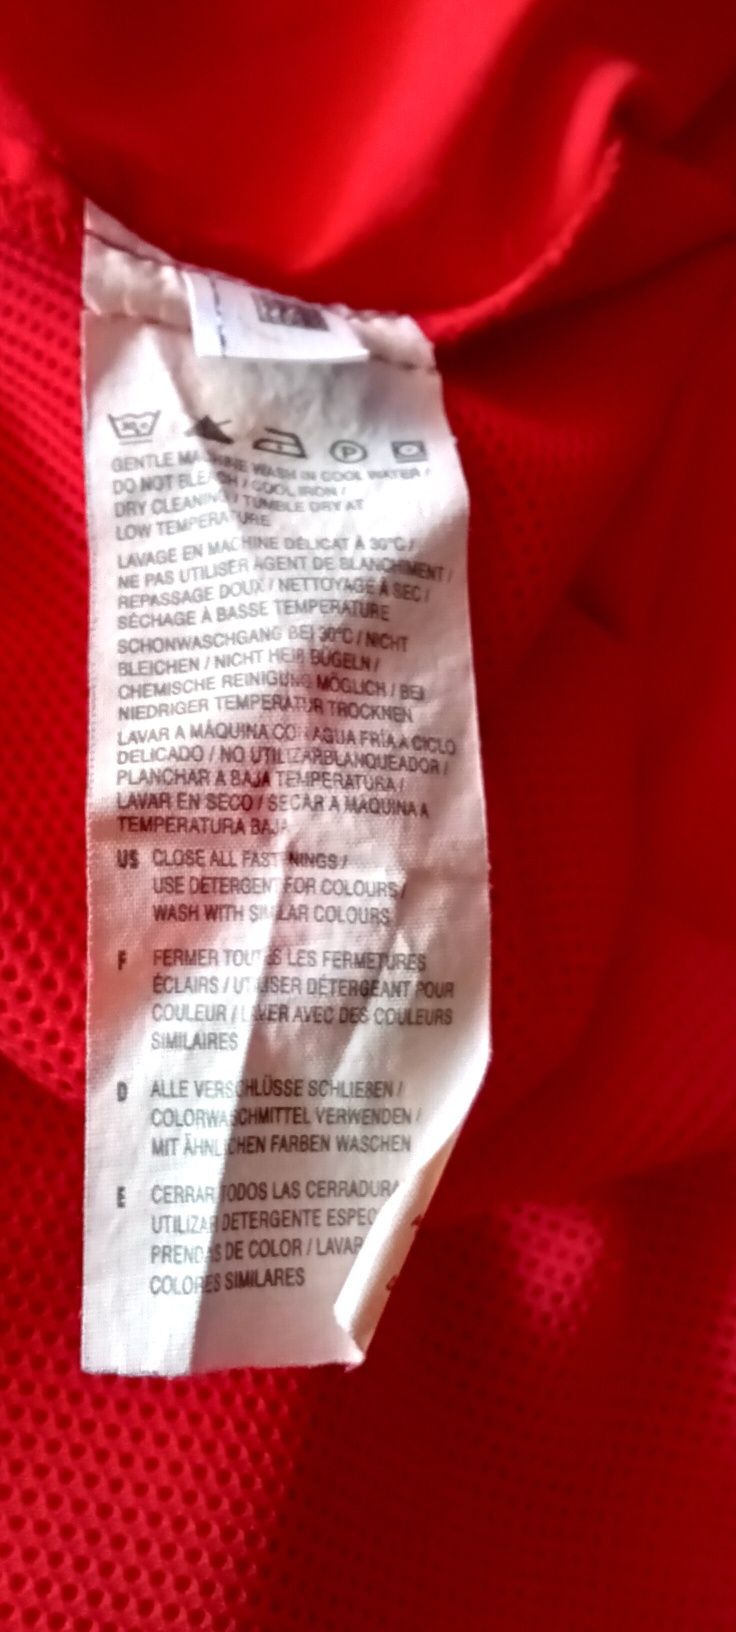 GENTLE MACHINE WASH IN COOL WATER /
DO NOT BLEACH / COOL IRON /
DRY CLEANING / TUMBLE DRY AT
LOW TEMPERATURE
LAVAGE EN MACHINE DÉLICAT À 30°C /
NE PAS UTILISER AGENT DE BLANCHIMENT /
REPASSAGE DOUX / NETTOYAGE À SEC /
SÉCHAGE À BASSE TEMPERATURE
SCHONWASCHGANG BEI 30°C / NICHT
BLEICHEN / NICHT HEIß BÜGELN /
CHEMISCHE REINIGUNG MÖGLICH / BEI
NIEDRIGER TEMPERATUR TROCKNEN
LAVAR A MÁQUINA CON AGUA FRÍA A CICLO
DELICADO / NO UTILIZARBLANQUEADOR /
PLANCHAR A BAJA TEMPERATURA /
LAVAR EN SECO / SECAR A MÁQUINA A
TEMPERATURA BAJA
US CLOSE ALL FASTENINGS /
USE DETERGENT FOR COLOURS /
WASH WITH SIMILAR COLOURS
F FERMER TOUTES LES FERMETURES
ÉCLAIRS / UTILISER DÉTERGEANT POUR
COULEUR / LAVER AVEC DES COULEURS
SIMILAIRES
D ALLE VERSCHLÜSSE SCHLIEßEN /
COLORWASCHMITTEL VERWENDEN /
MIT ÄHNLICHEN FARBEN WASCHEN
E CERRAR TODOS LAS CERRADURA
UTILIZAR DETERGENTE ESPEC
PRENDAS DE COLOR / LAVAR
COLORES SIMILARES